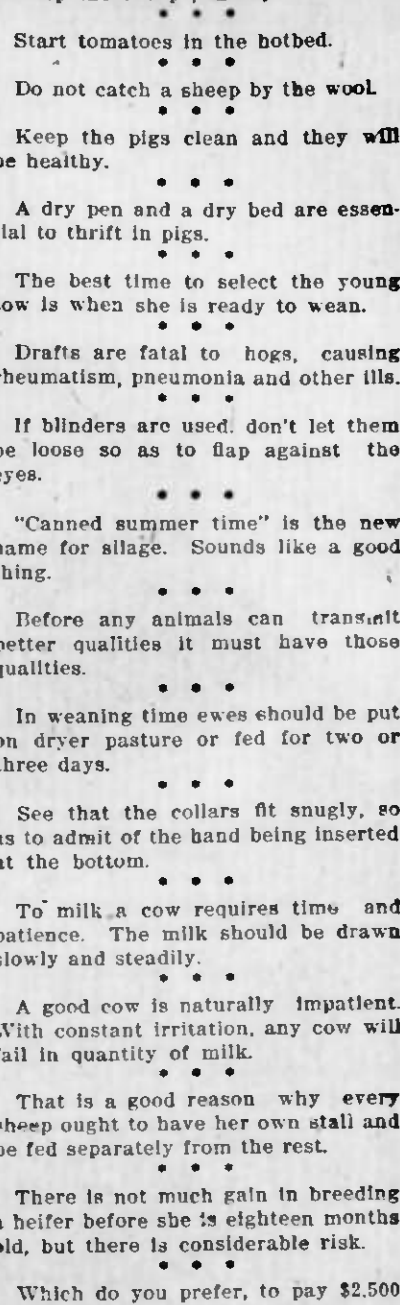 • • •
Start tomatoes in the hotbed.
• • •
Do not catch a sheep by the wool.
• • •
Keep the pigs clean and they will
be healthy.
• • •
A dry pen and a dry bed are essen-
tial to thrift in pigs.
• • •
The best time to select the young
sow is when she is ready to wean.
• • •
Drafts are fatal to hogs, causing
rheumatism, pneumonia and other ills.
• • •
If blinders are used. don't let them
be loose so as to flap against the
eyes.
• • •
"Canned summer time" is the new
name for silage. Sounds like a good
thing.
• • •
Before any animals can transmit
better qualities it must have those
qualities.
• • •
In weaning time ewes should be put
on dryer pasture or fed for two or
three days.
• • •
See that the collars fit snugly, so
as to admit of the hand being inserted
at the bottom.
• • •
To milk a cow requires time and
patience. The milk should be drawn
slowly and steadily.
• • •
A good cow is naturally impatient.
With constant irritation, any cow will
fail in quantity of milk.
• • •
That is a good reason why every
sheep ought to have her own stall and
be fed separately from the rest.
• • •
There is not much gain in breeding
a heifer before she is eighteen months
old, but there is considerable risk.
• • •
Which do you prefer, to pay $2,500